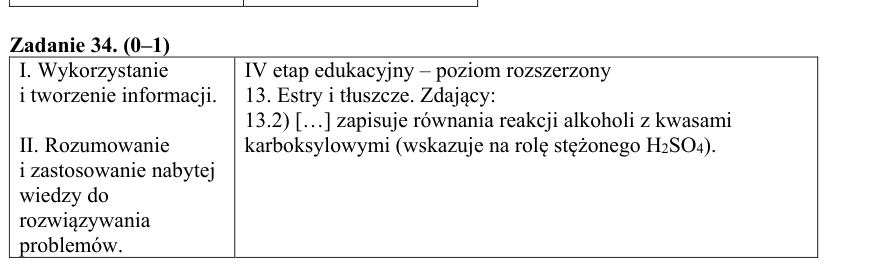 Zadanie 34. (0–1)
I. Wykorzystanie
i tworzenie informacji.
II. Rozumowanie
i zastosowanie nabytej
wiedzy do
rozwiązywania
problemów.
IV etap edukacyjny – poziom rozszerzony
13. Estry i tłuszcze. Zdający:
13.2) […] zapisuje równania reakcji alkoholi z kwasami
karboksylowymi (wskazuje na rolę stężonego H₂SO₄).